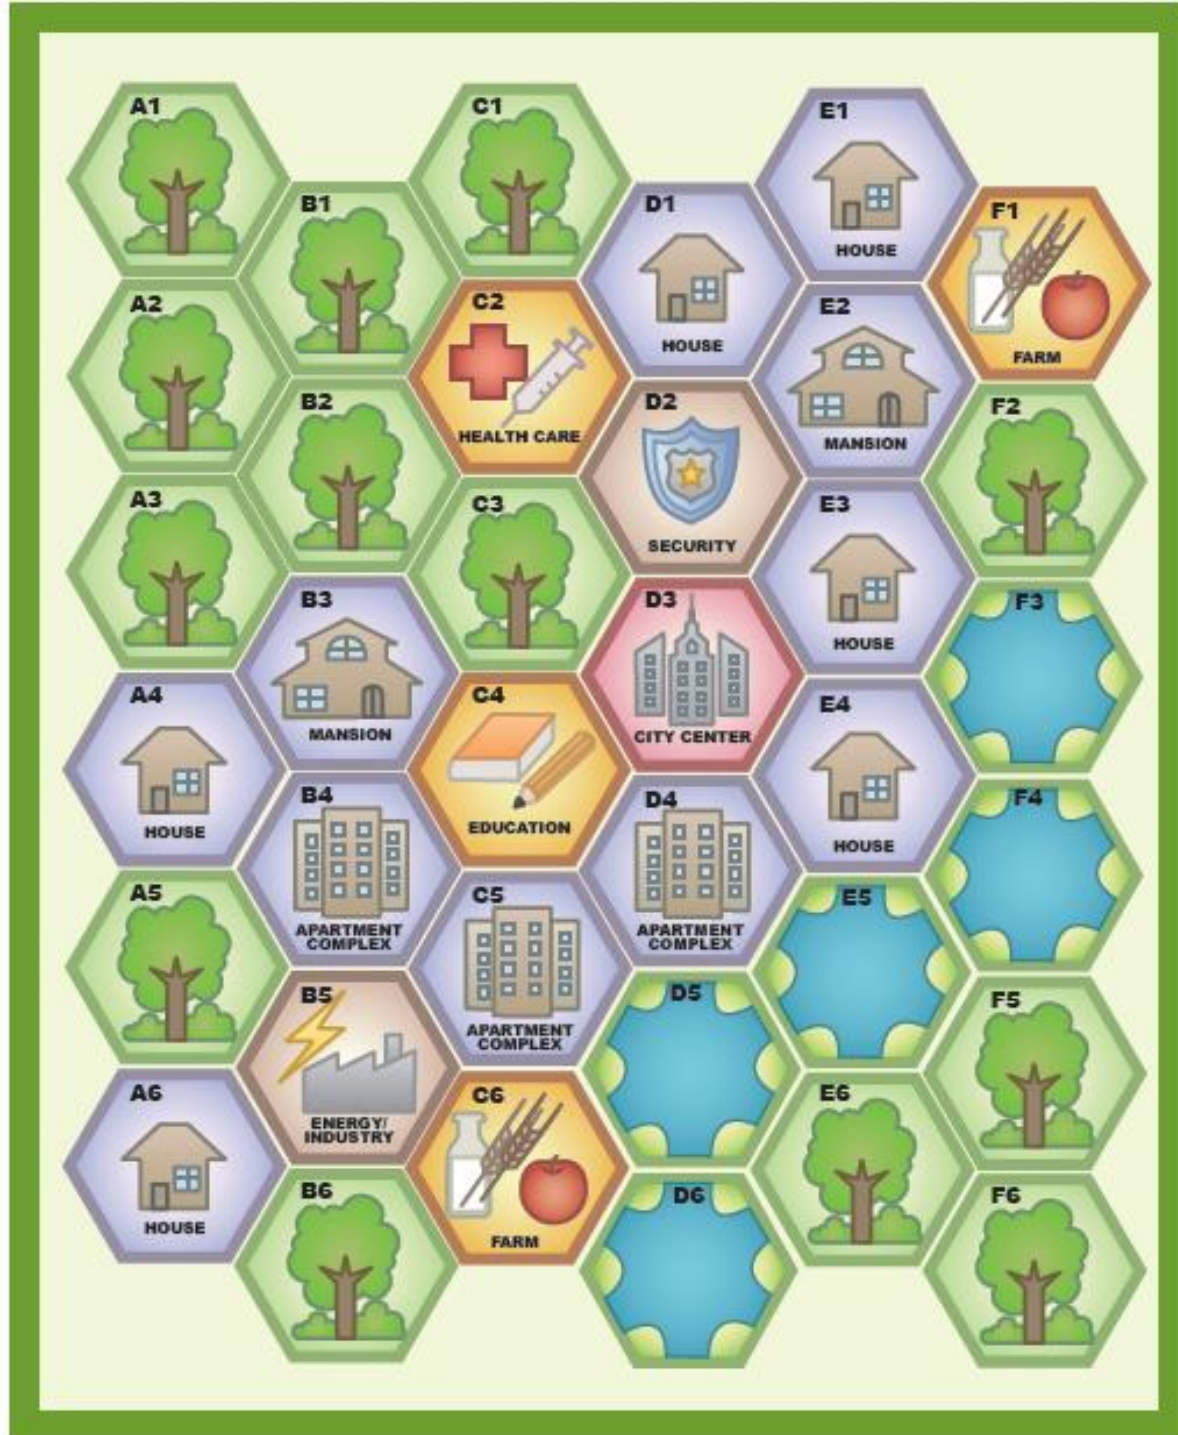 A1
A2
A3
A4
HOUSE
A5
A6
HOUSE
B1
B2
B3
MANSION
B4
APARTMENT
COMPLEX
B5
ENERGY/
INDUSTRY
B6
C1
C2
HEALTH CARE
C3
C4
EDUCATION
C5
APARTMENT
COMPLEX
C6
FARM
D1
HOUSE
D2
SECURITY
D3
CITY CENTER
D4
APARTMENT
COMPLEX
D5
D6
E1
HOUSE
E2
MANSION
E3
HOUSE
E4
HOUSE
E5
E6
F1
FARM
F2
F3
F4
F5
F6